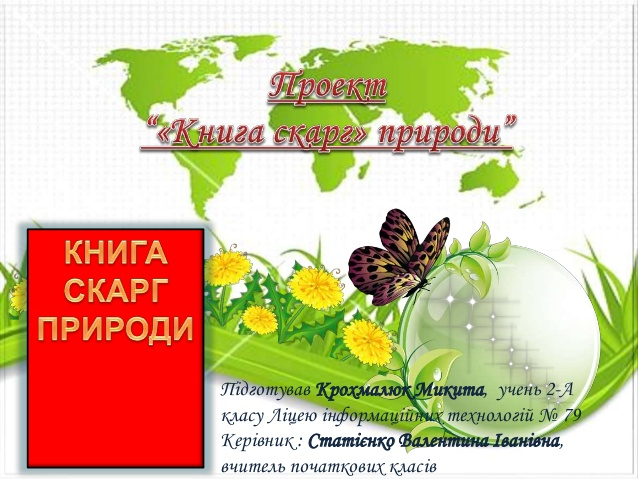 Проект
“«Книга скарг» природи”
КНИГА
СКАРГ
ПРИРОДИ
Підготував Крохмалюк Микита, учень 2-А
класу Ліцею інформаційних технологій № 79
Керівник : Статієнко Валентина Іванівна,
вчитель початкових класів